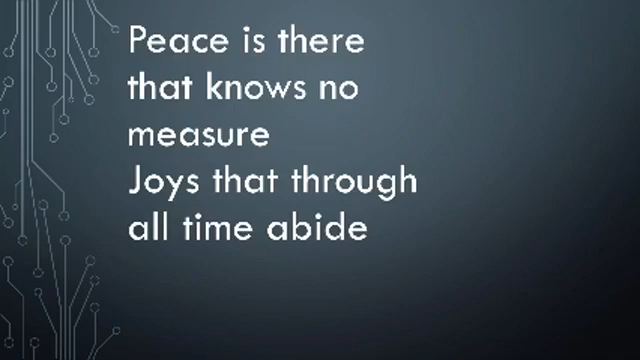 Peace is there
that knows no
measure
Joys that through
all time abide